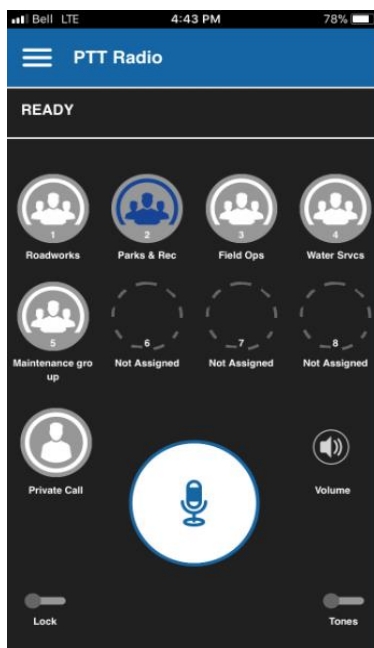 Bell LTE 4:43 PM 78%
PTT Radio
READY
1 2 3 4
Roadworks Parks & Rec Field Ops Water Srvcs
5 6 7 8
Maintenance gro Not Assigned Not Assigned Not Assigned
up
Private Call Volume
Lock Tones